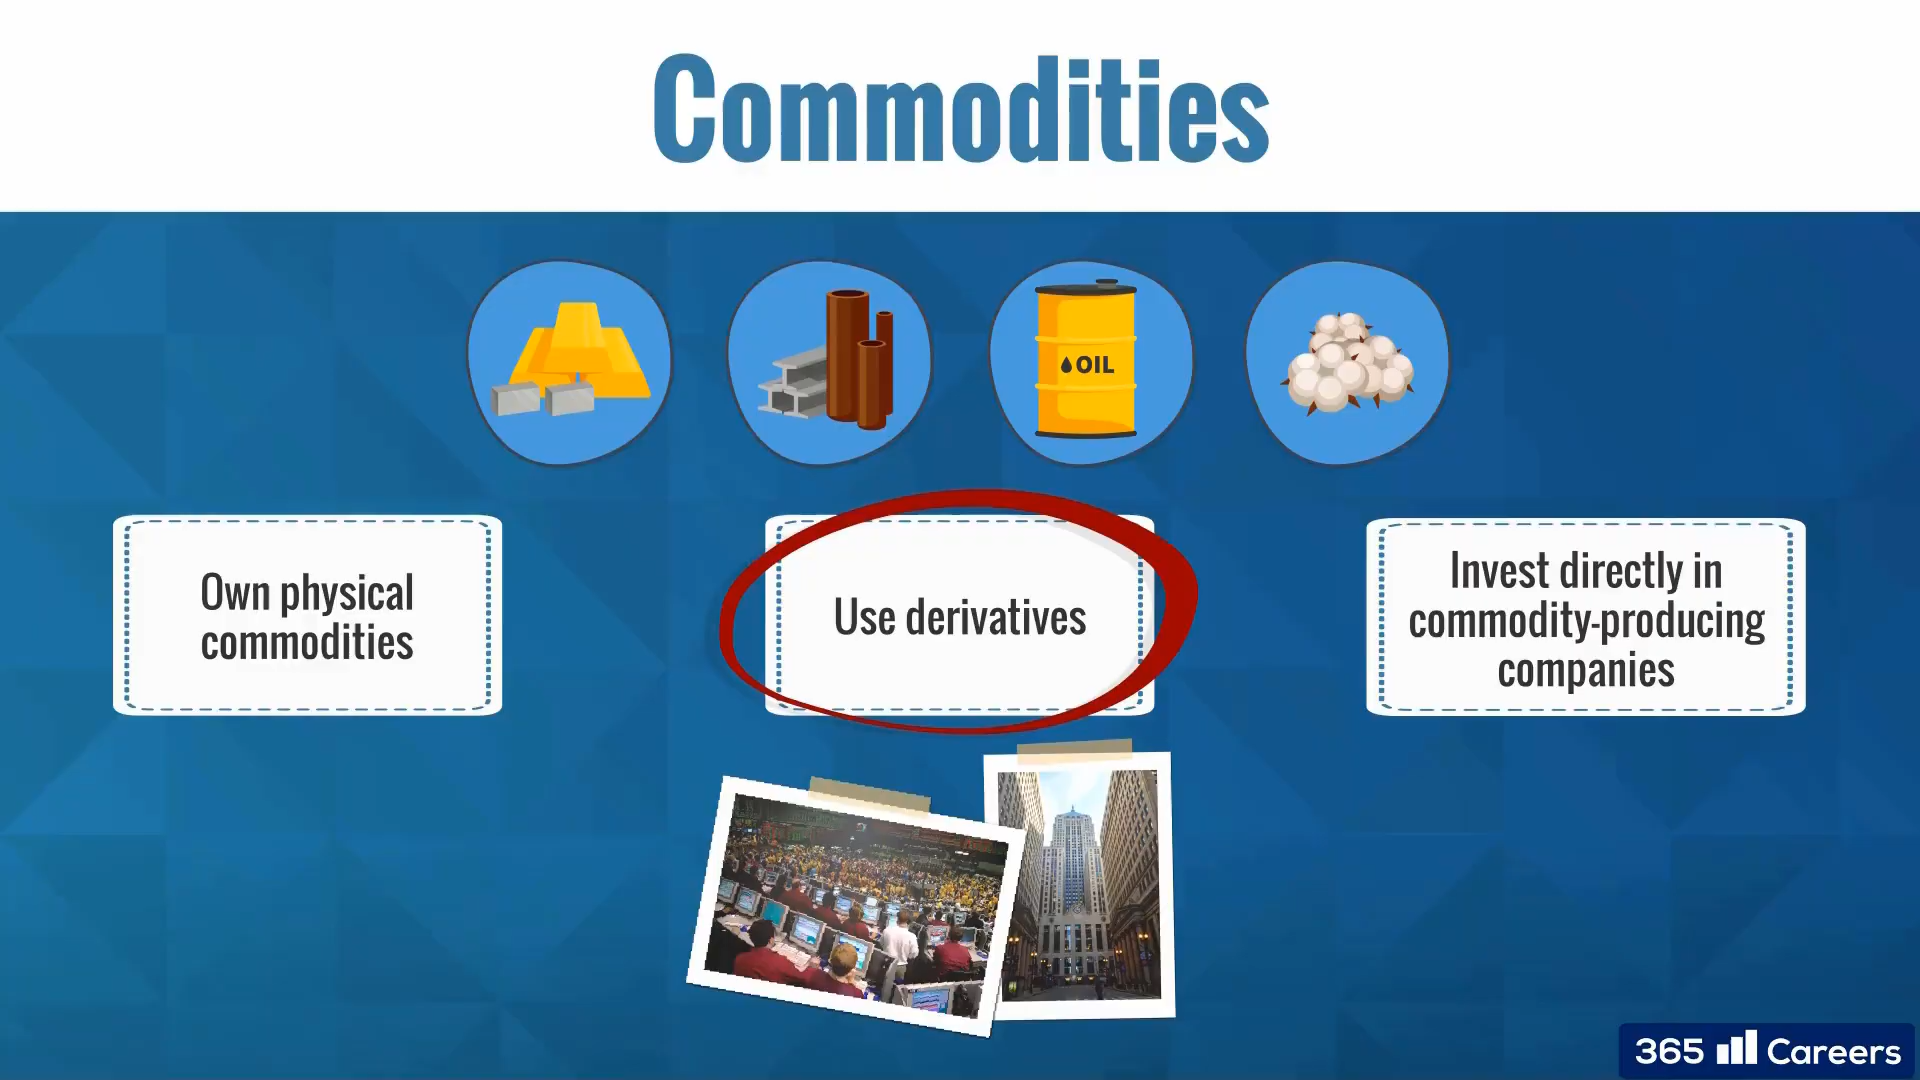 Commodities
OIL
Own physical
commodities
Use derivatives
Invest directly in
commodity-producing
companies
365 Careers